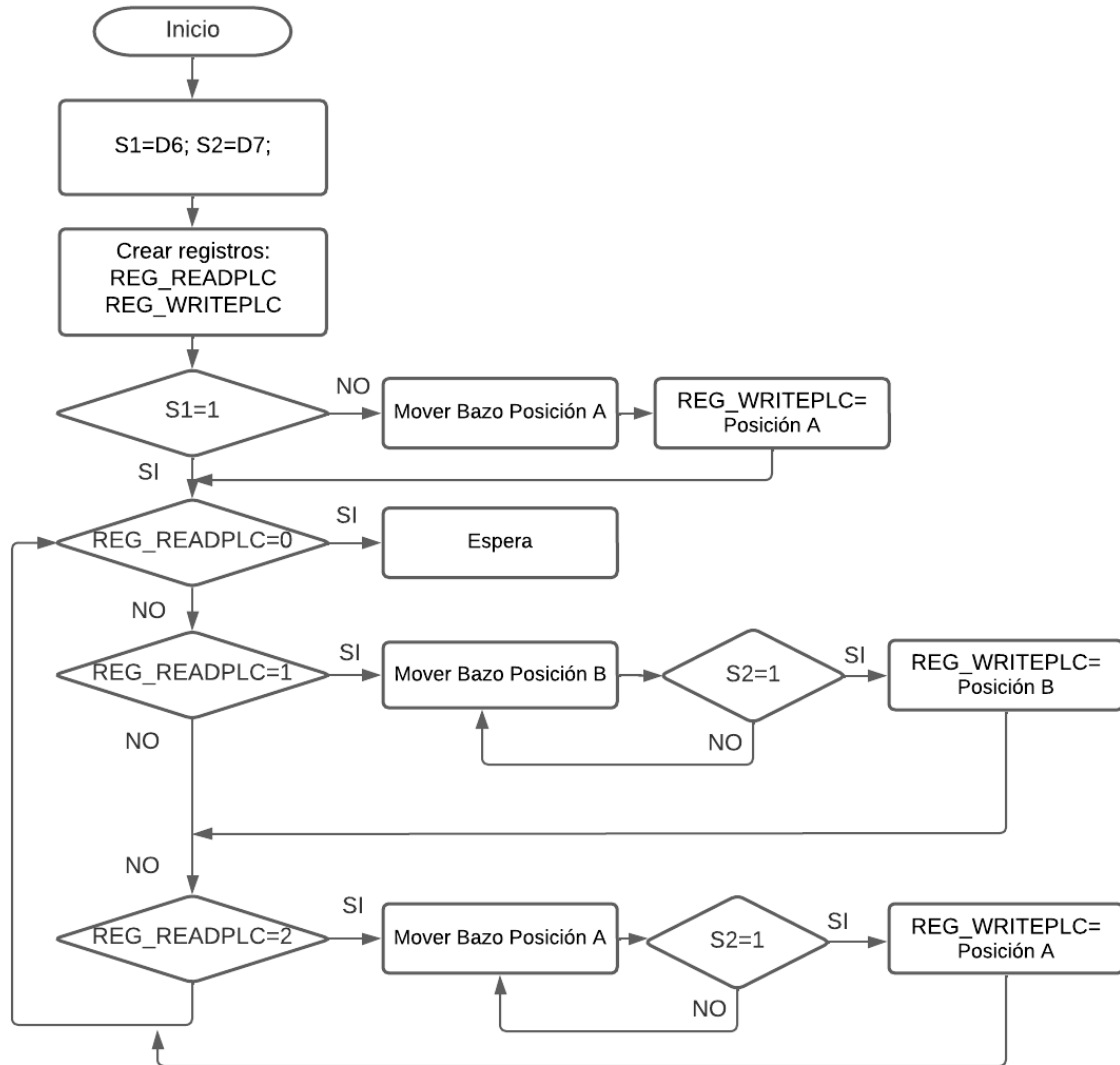 Inicio
S1=D6; S2=D7;
Crear registros:
REG_READPLC
REG_WRITEPLC
S1=1
NO
Mover Bazo Posición A
REG_WRITEPLC=
Posición A
SI
REG_READPLC=0
SI
Espera
NO
REG_READPLC=1
SI
Mover Bazo Posición B
S2=1
SI
REG_WRITEPLC=
Posición B
NO
NO
NO
REG_READPLC=2
SI
Mover Bazo Posición A
S2=1
SI
REG_WRITEPLC=
Posición A
NO